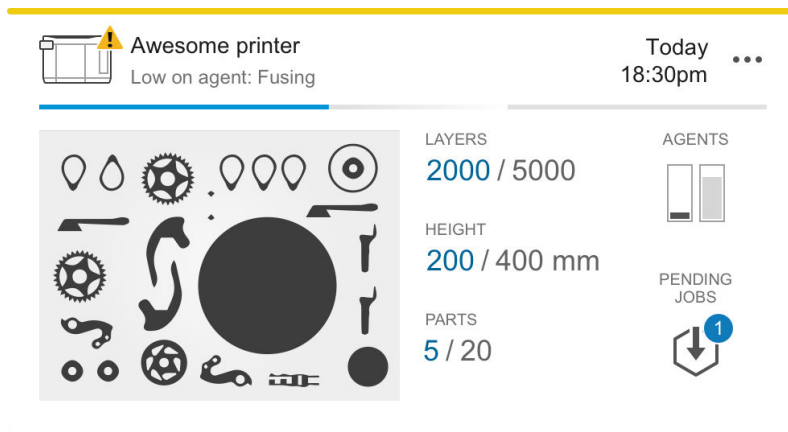 Awesome printer
Low on agent: Fusing
Today
18:30pm
LAYERS
2000 / 5000
HEIGHT
200 / 400 mm
PARTS
5 / 20
AGENTS
PENDING
JOBS
1